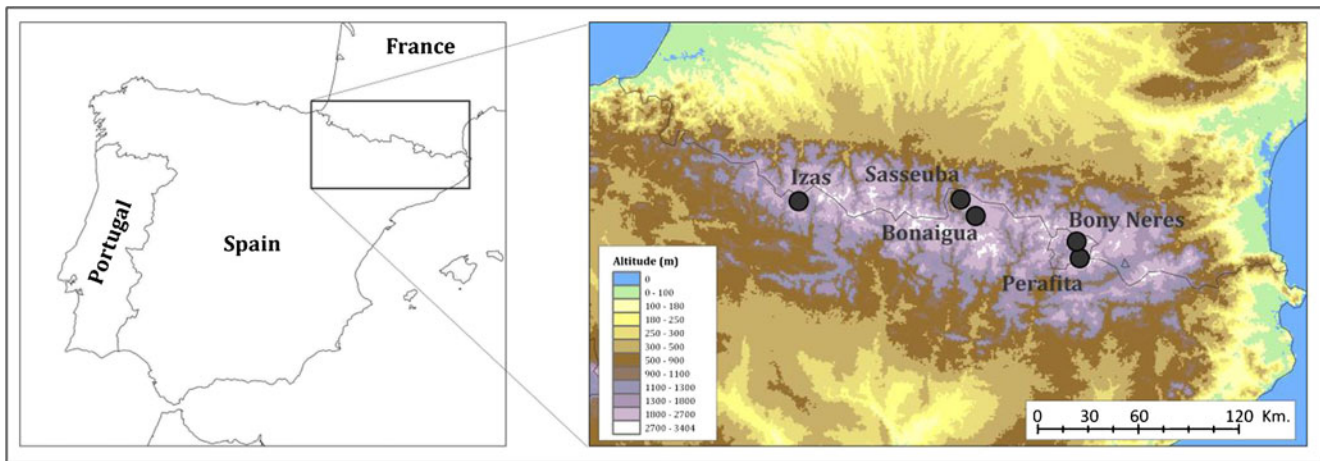 France
Portugal
Spain
Izas
Sasseuba
Bonaigua
Bony Neres
Perafita
Altitude (m)
0
0 - 100
100 - 180
180 - 250
250 - 300
300 - 500
500 - 900
900 - 1100
1100 - 1300
1300 - 1800
1800 - 2700
2700 - 3404
0 30 60 120 Km.